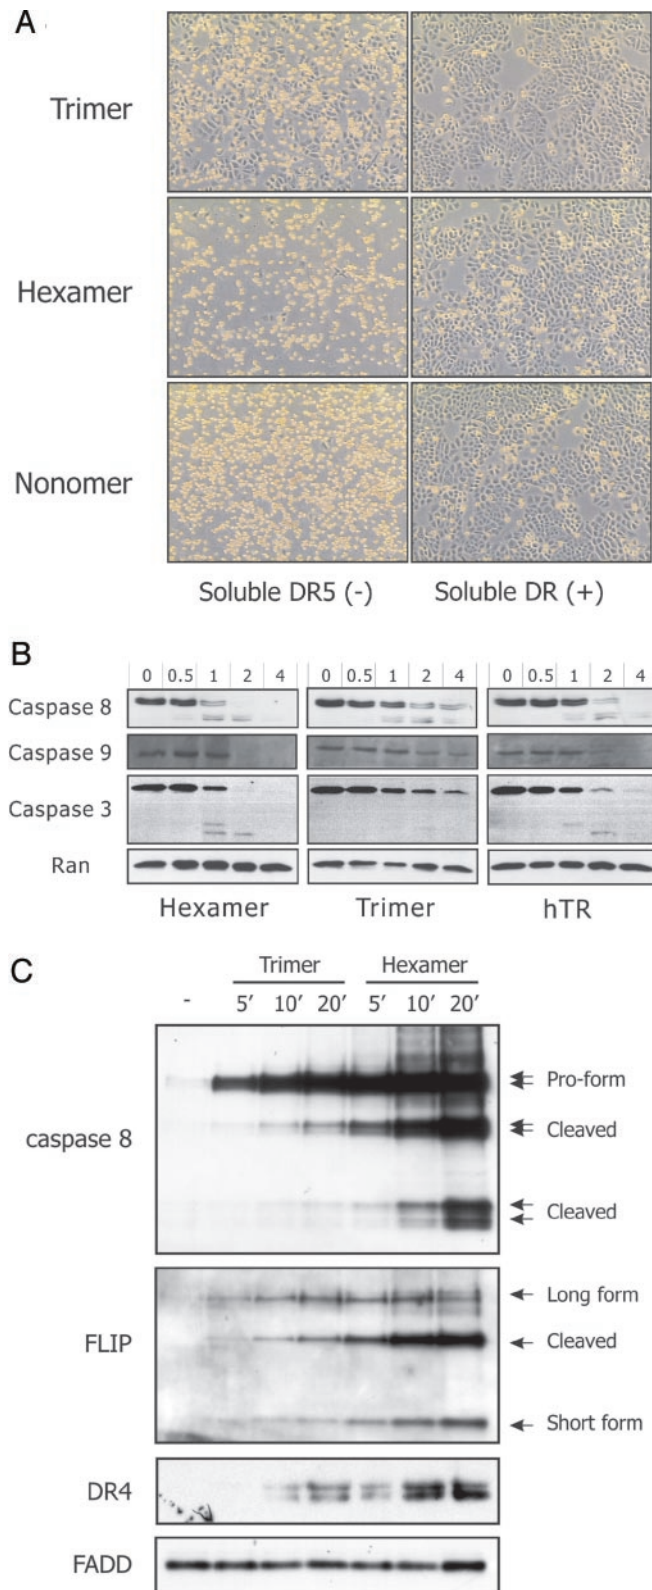 A
Trimer
Hexamer
Nonomer
Soluble DR5 (-) Soluble DR (+)
B
0 0.5 1 2 4 0 0.5 1 2 4 0 0.5 1 2 4
Caspase 8
Caspase 9
Caspase 3
Ran
Hexamer Trimer hTR
C
Trimer Hexamer
- 5′ 10′ 20′ 5′ 10′ 20′
caspase 8
Pro-form
Cleaved
Cleaved
FLIP
Long form
Cleaved
Short form
DR4
FADD